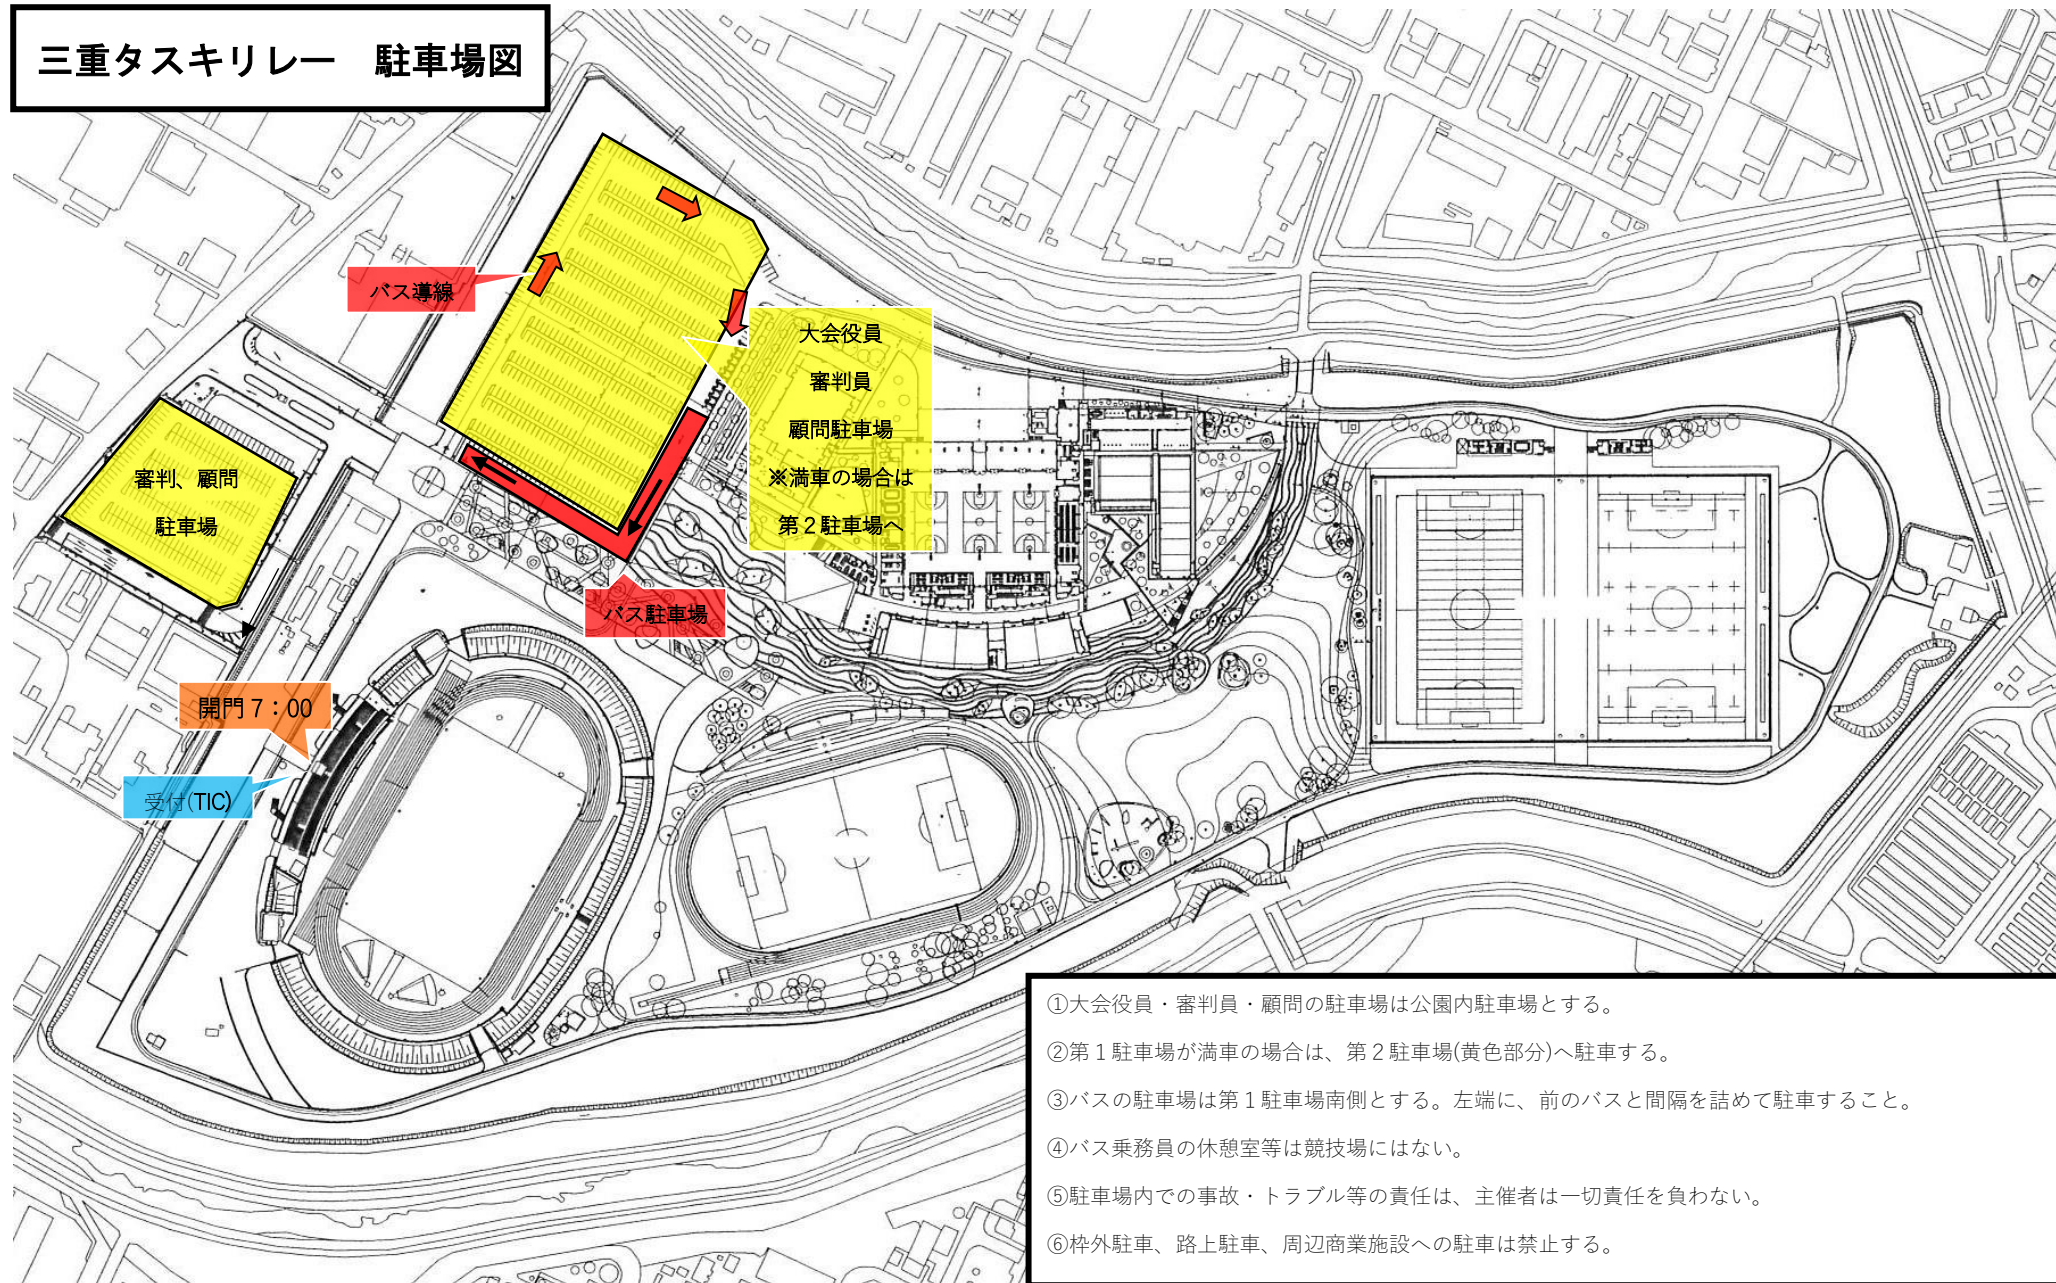 三重タスキリレー　駐車場図
バス導線
大会役員
審判員
顧問駐車場
※満車の場合は
第２駐車場へ
審判、顧問
駐車場
バス駐車場
開門７：00
受付(TIC)
①大会役員・審判員・顧問の駐車場は公園内駐車場とする。
②第１駐車場が満車の場合は、第２駐車場(黄色部分)へ駐車する。
③バスの駐車場は第１駐車場南側とする。左端に、前のバスと間隔を詰めて駐車すること。
④バス乗務員の休憩室等は競技場にはない。
⑤駐車場内での事故・トラブル等の責任は、主催者は一切責任を負わない。
⑥枠外駐車、路上駐車、周辺商業施設への駐車は禁止する。